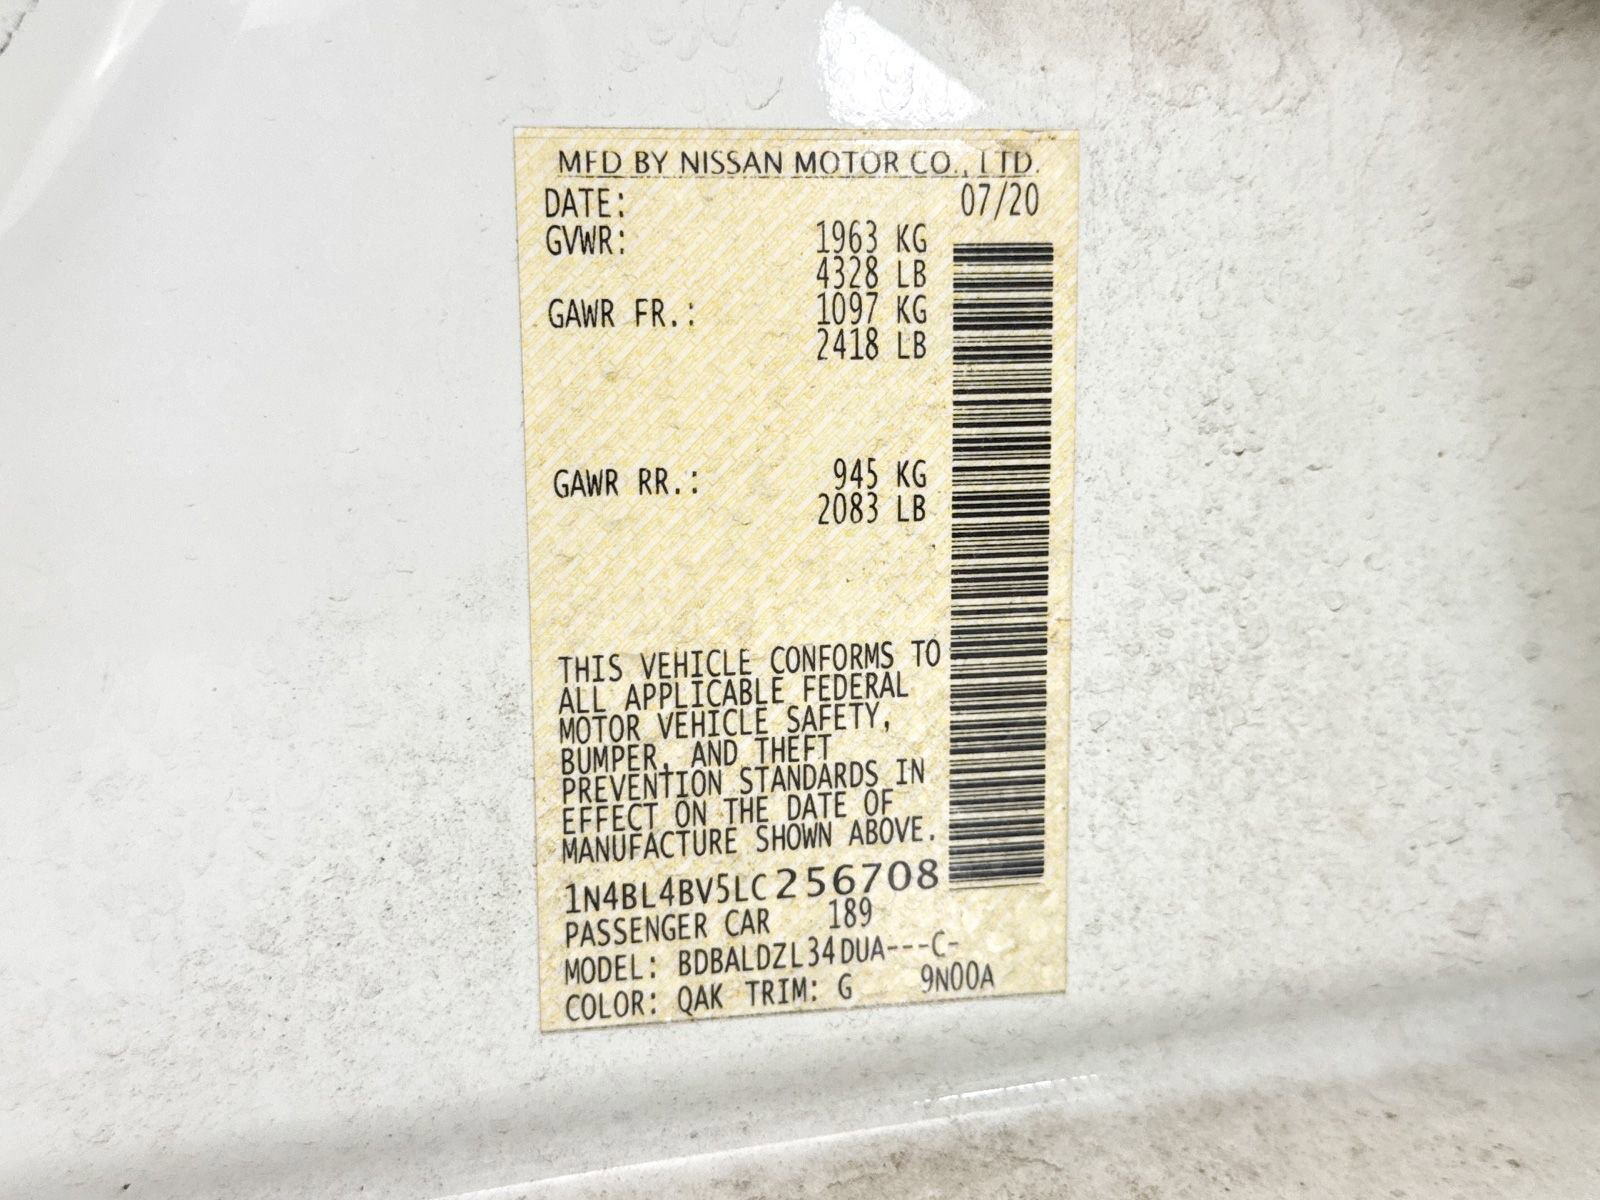 MFD BY NISSAN MOTOR CO., LTD.
DATE: 07/20
GVWR: 1963 KG
4328 LB
GAWR FR.: 1097 KG
2418 LB
GAWR RR.: 945 KG
2083 LB
THIS VEHICLE CONFORMS TO
ALL APPLICABLE FEDERAL
MOTOR VEHICLE SAFETY,
BUMPER, AND THEFT
PREVENTION STANDARDS IN
EFFECT ON THE DATE OF
MANUFACTURE SHOWN ABOVE.
1N4BL4BV5LC256708
PASSENGER CAR 189
MODEL: BDBALDZL34DUA---C-
COLOR: QAK TRIM: G 9N00A